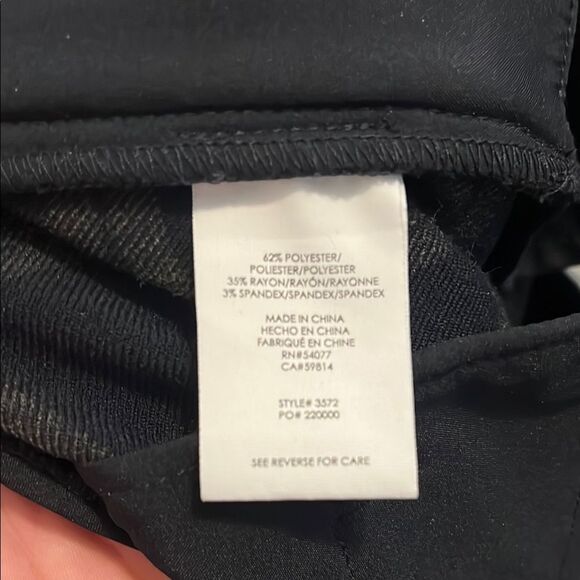 62% POLYESTER/
POLIESTER/POLYESTER
35% RAYON/RAYÓN/RAYONNE
3% SPANDEX/SPANDEX/SPANDEX
MADE IN CHINA
HECHO EN CHINA
FABRIQUÉ EN CHINE
RN#54077
CA#59814
STYLE# 3572
PO# 220000
SEE REVERSE FOR CARE